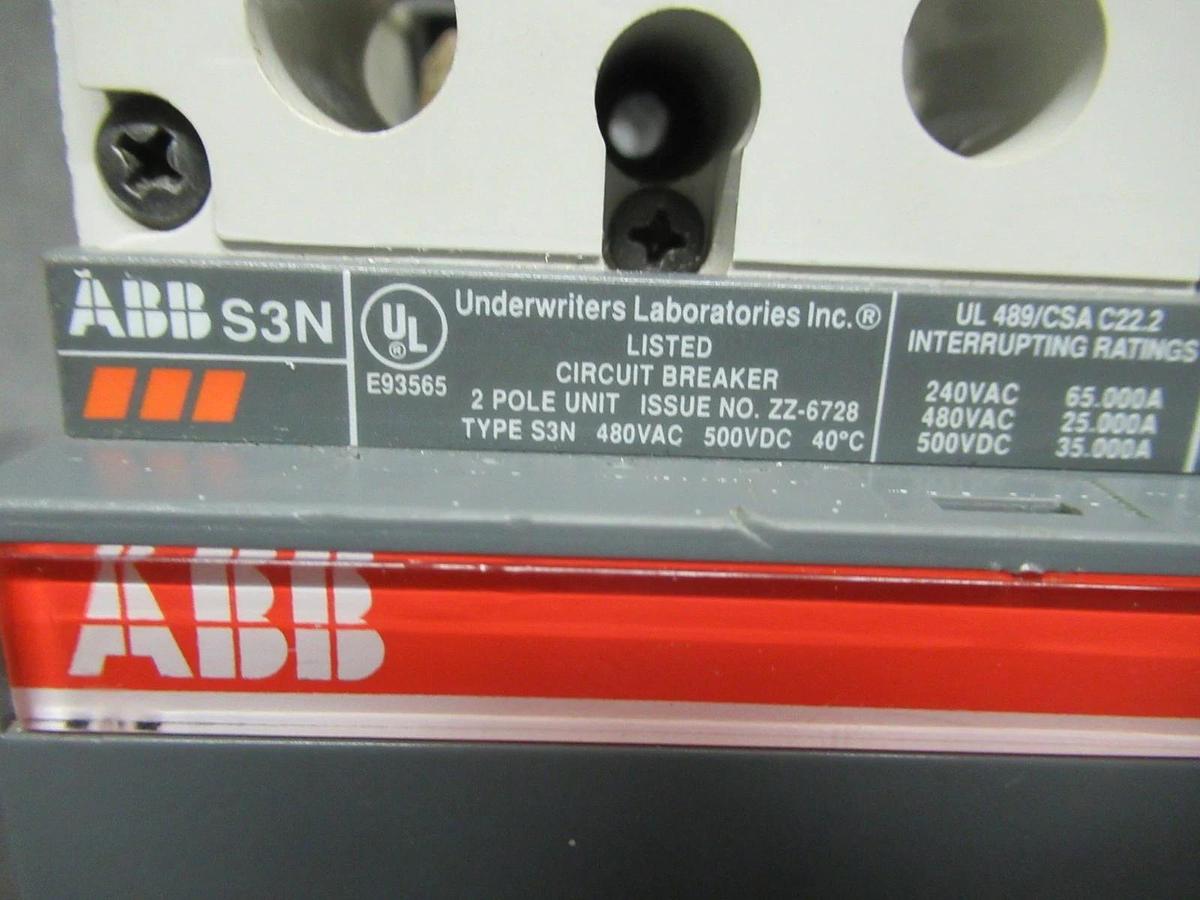 ABB S3N
UL
®
E93565
Underwriters Laboratories Inc.®
LISTED
CIRCUIT BREAKER
2 POLE UNIT ISSUE NO. ZZ-6728
TYPE S3N 480VAC 500VDC 40°C
UL 489/CSA C22.2
INTERRUPTING RATINGS
240VAC 65.000A
480VAC 25.000A
500VDC 35.000A
ABB